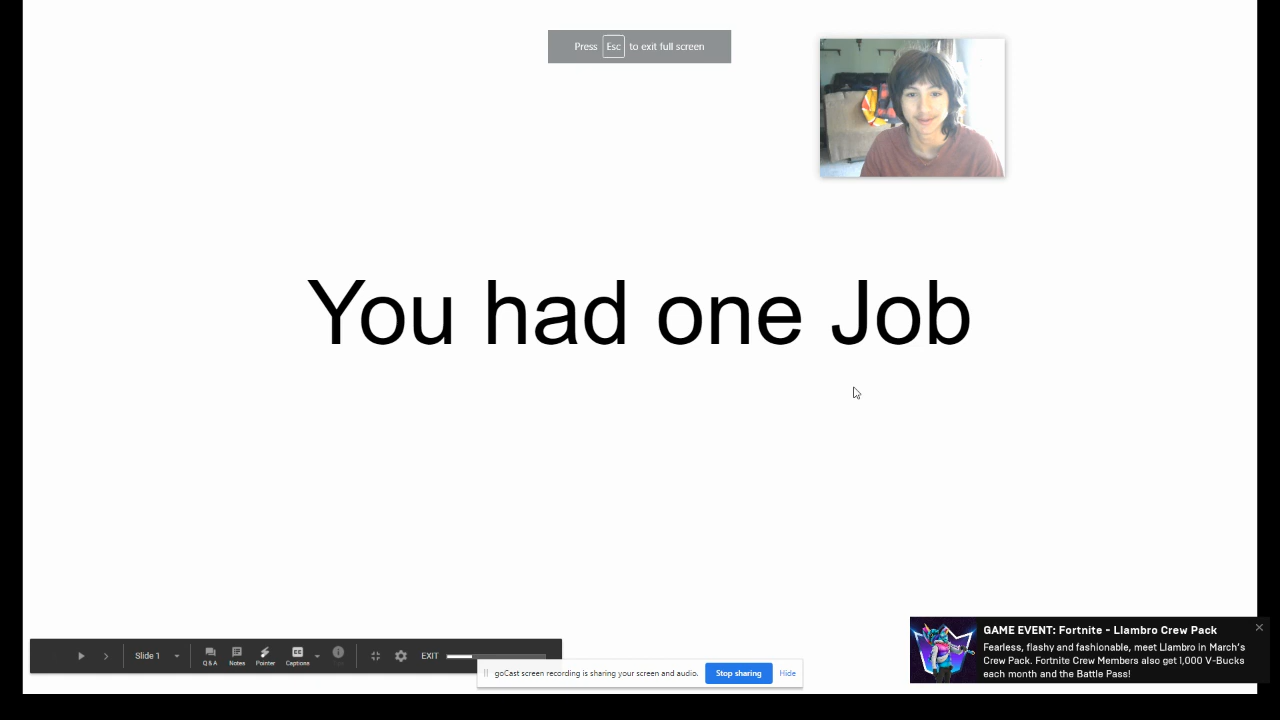 Press Esc to exit full screen
You had one Job
Slide 1
Q & A
Notes
Pointer
Captions
EXIT
goCast screen recording is sharing your screen and audio.
Stop sharing
Hide
GAME EVENT: Fortnite - Llambro Crew Pack
Fearless, flashy and fashionable, meet Llambro in March's
Crew Pack. Fortnite Crew Members also get 1,000 V-Bucks
each month and the Battle Pass!